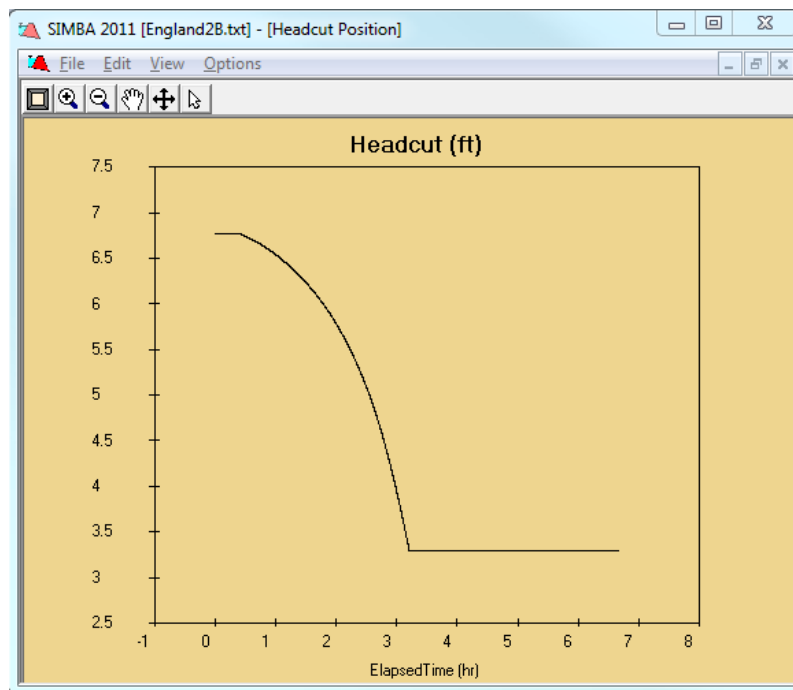 SIMBA 2011 [England2B.txt] - [Headcut Position]
File Edit View Options
Headcut (ft)
7.5
7
6.5
6
5.5
5
4.5
4
3.5
3
2.5
-1 0 1 2 3 4 5 6 7 8
ElapsedTime (hr)